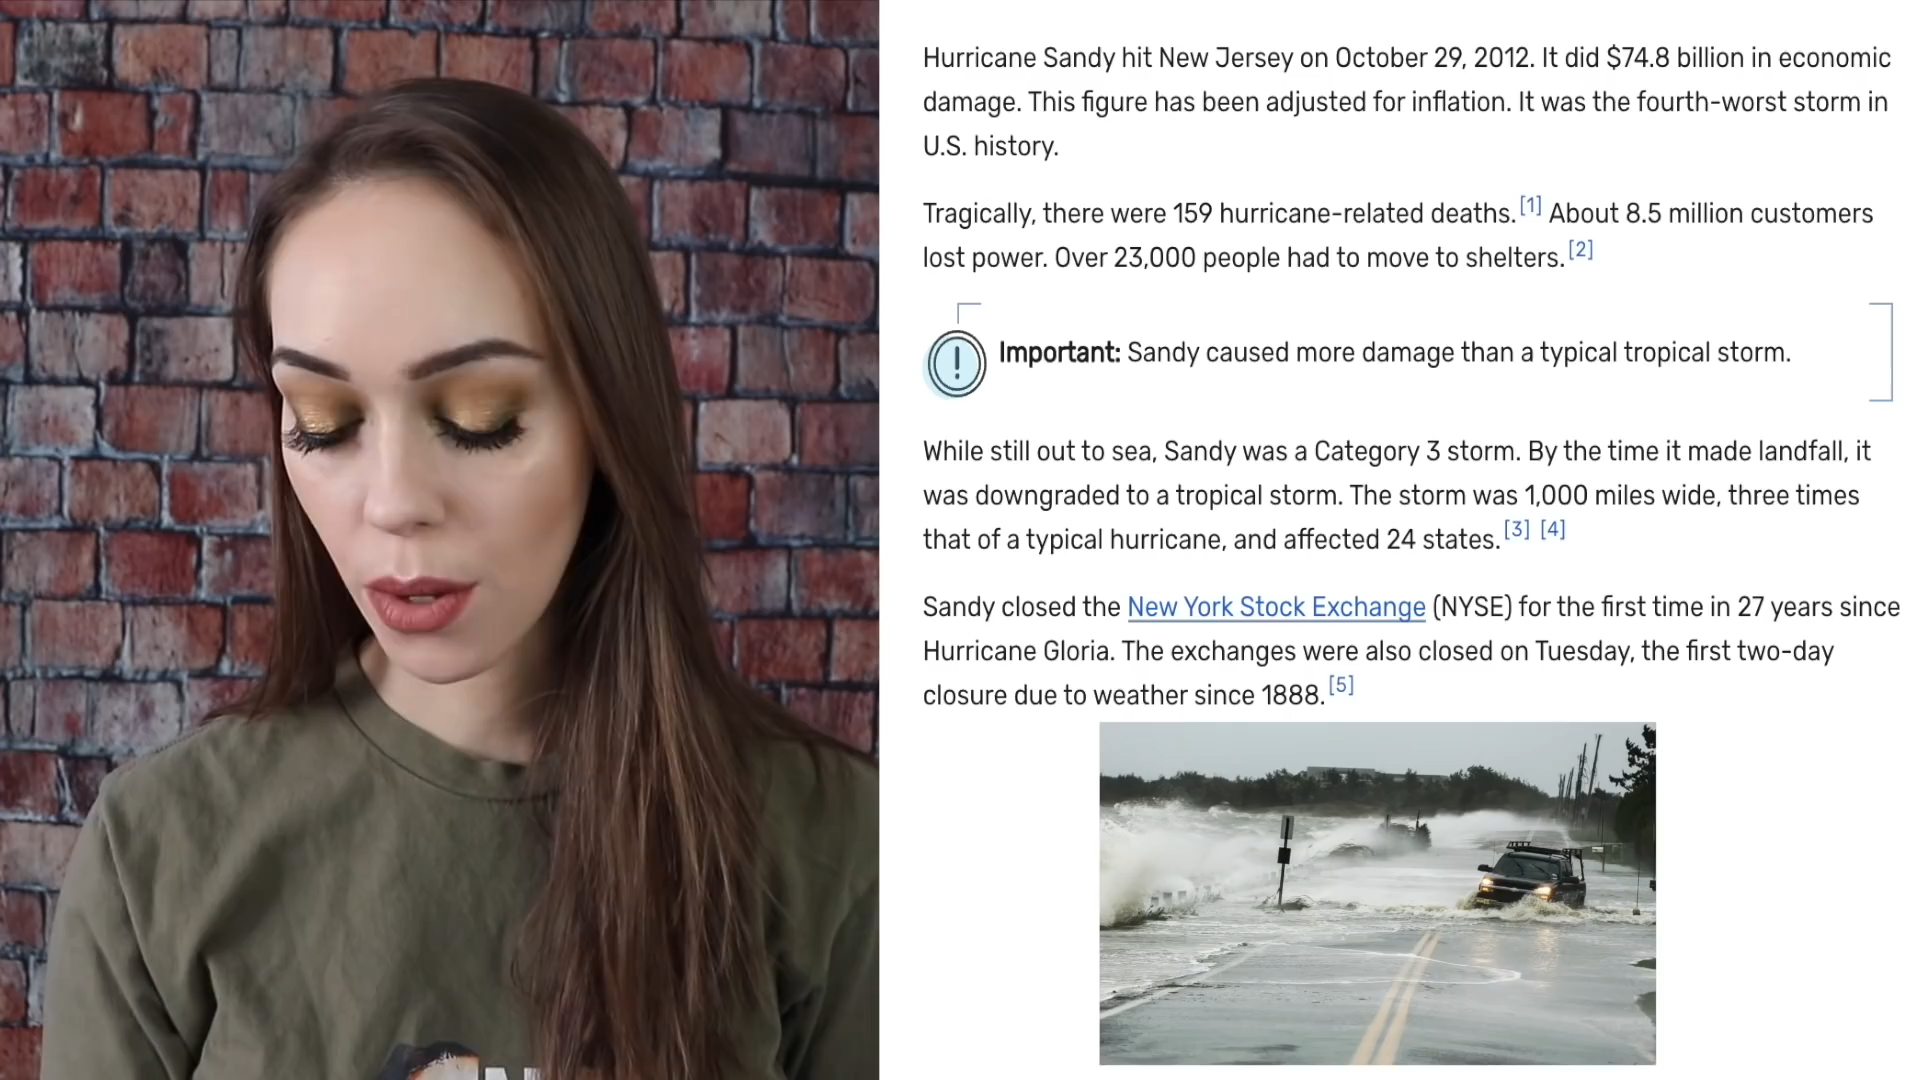 Hurricane Sandy hit New Jersey on October 29, 2012. It did $74.8 billion in economic
damage. This figure has been adjusted for inflation. It was the fourth-worst storm in
U.S. history.
Tragically, there were 159 hurricane-related deaths. [1] About 8.5 million customers
lost power. Over 23,000 people had to move to shelters. [2]
Important: Sandy caused more damage than a typical tropical storm.
While still out to sea, Sandy was a Category 3 storm. By the time it made landfall, it
was downgraded to a tropical storm. The storm was 1,000 miles wide, three times
that of a typical hurricane, and affected 24 states. [3] [4]
Sandy closed the New York Stock Exchange (NYSE) for the first time in 27 years since
Hurricane Gloria. The exchanges were also closed on Tuesday, the first two-day
closure due to weather since 1888. [5]